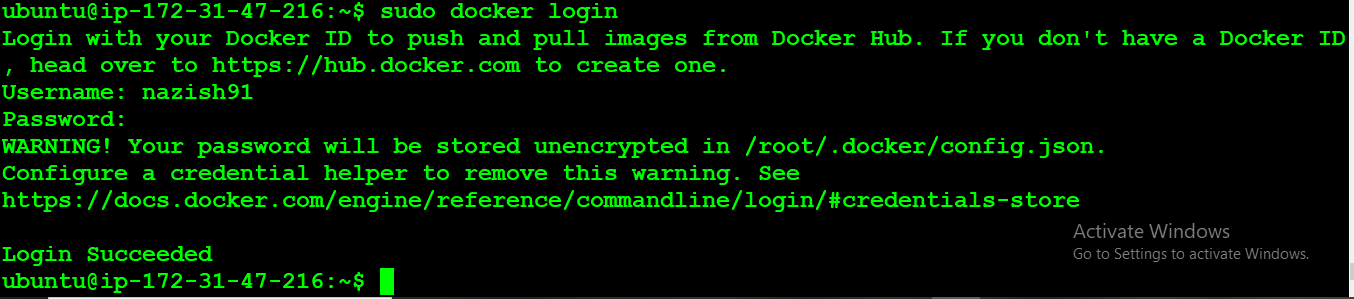 ubuntu@ip-172-31-47-216:~$ sudo docker login
Login with your Docker ID to push and pull images from Docker Hub. If you don't have a Docker ID
, head over to https://hub.docker.com to create one.
Username: nazish91
Password:
WARNING! Your password will be stored unencrypted in /root/.docker/config.json.
Configure a credential helper to remove this warning. See
https://docs.docker.com/engine/reference/commandline/login/#credentials-store
Activate Windows
Login Succeeded
Go to Settings to activate Windows.
ubuntu@ip-172-31-47-216:~$